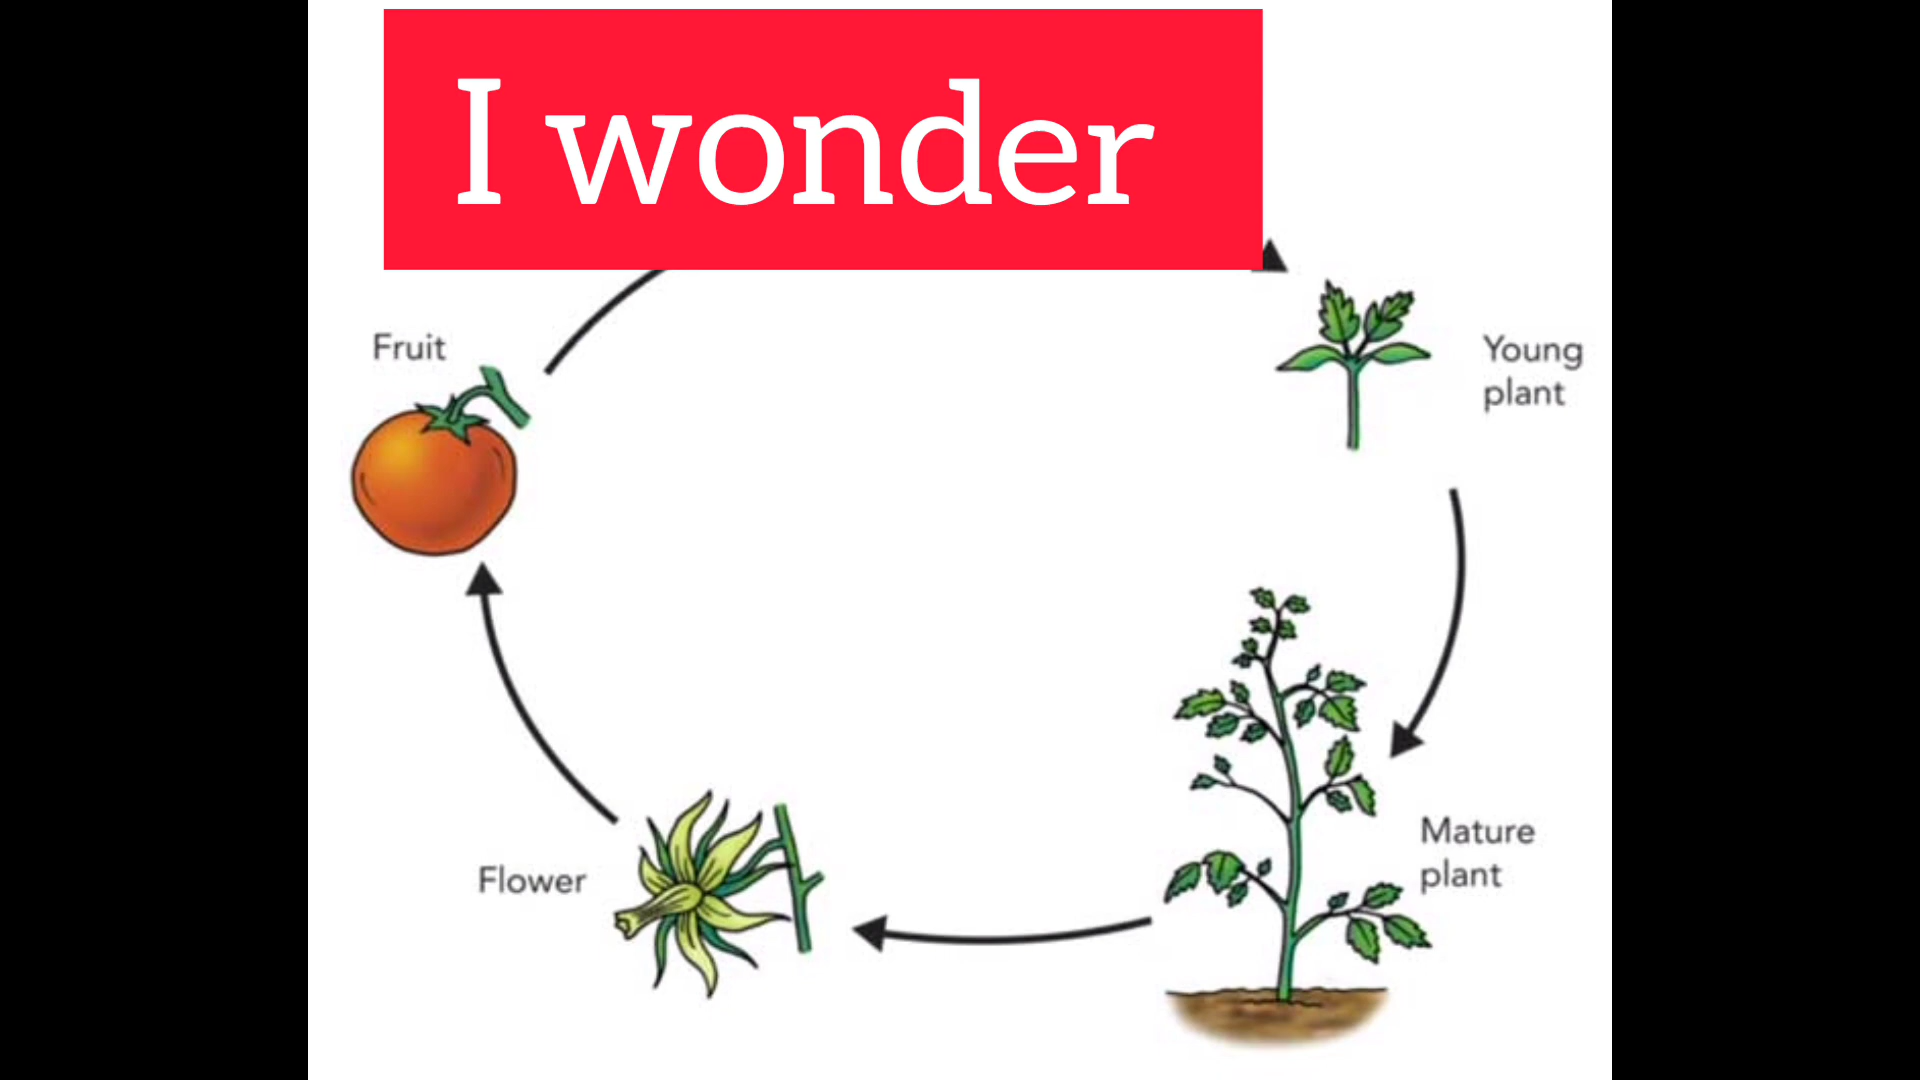 I wonder
Fruit
Young
plant
Mature
plant
Flower